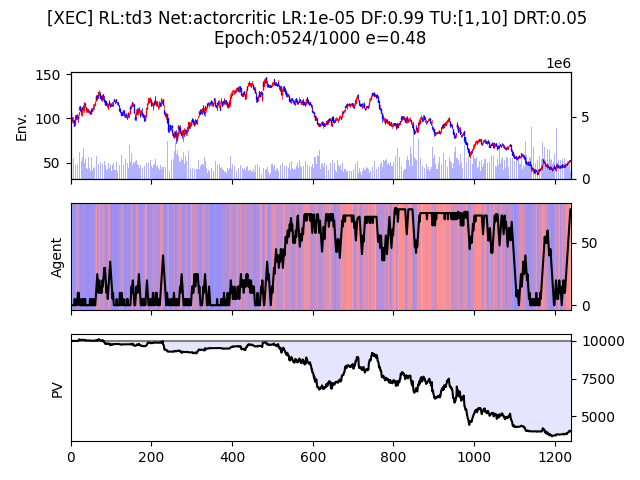 [XEC] RL:td3 Net:actorcritic LR:1e-05 DF:0.99 TU:[1,10] DRT:0.05
Epoch:0524/1000 e=0.48
1e6
150
100
50
Env.
5
0
Agent
50
0
PV
10000
7500
5000
0 200 400 600 800 1000 1200